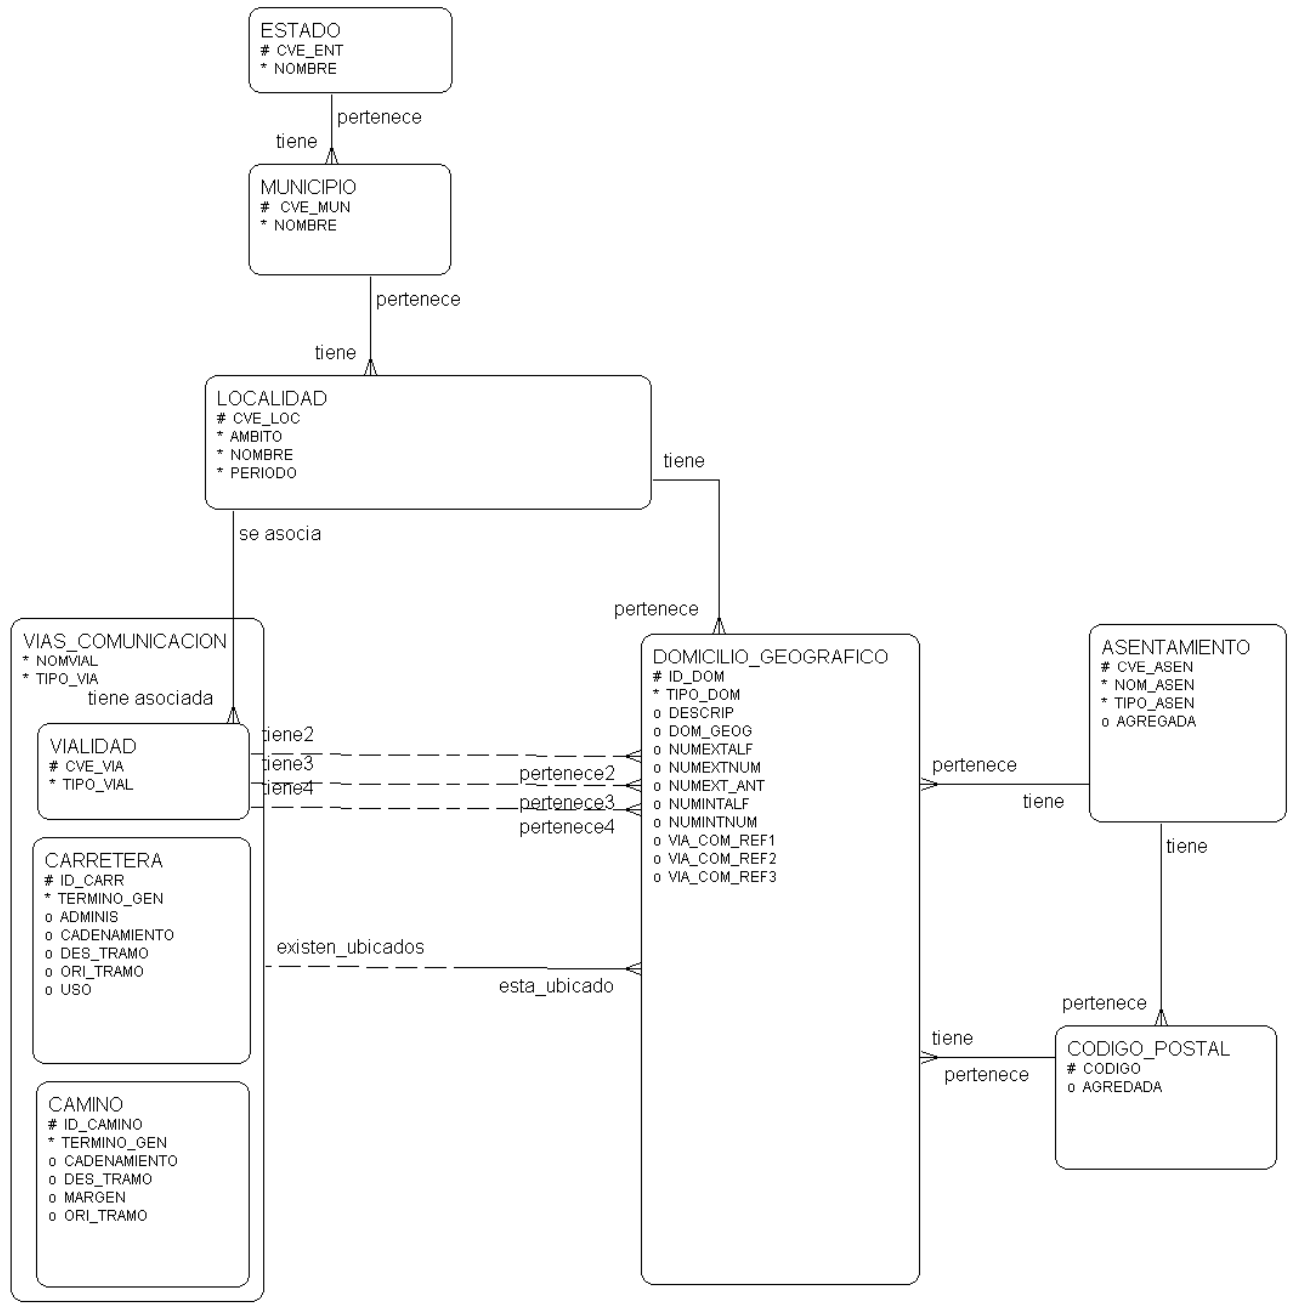 ESTADO
# CVE_ENT
* NOMBRE
pertenece
tiene
MUNICIPIO
# CVE_MUN
* NOMBRE
pertenece
tiene
LOCALIDAD
# CVE_LOC
* AMBITO
* NOMBRE
* PERIODO
tiene
se asocia
pertenece
VIAS_COMUNICACION
* NOMVIAL
* TIPO_VIA
tiene asociada
VIALIDAD
# CVE_VIA
* TIPO_VIAL
tiene2
tiene3
tiene4
pertenece2
pertenece3
pertenece4
CARRETERA
# ID_CARR
* TERMINO_GEN
o ADMINIS
o CADENAMIENTO
o DES_TRAMO
o ORI_TRAMO
o USO
existen_ubicados
esta_ubicado
CAMINO
# ID_CAMINO
* TERMINO_GEN
o CADENAMIENTO
o DES_TRAMO
o MARGEN
o ORI_TRAMO
DOMICILIO_GEOGRAFICO
# ID_DOM
* TIPO_DOM
o DESCRIP
o DOM_GEOG
o NUMEXTALF
o NUMEXTNUM
o NUMEXT_ANT
o NUMINTALF
o NUMINTNUM
o VIA_COM_REF1
o VIA_COM_REF2
o VIA_COM_REF3
pertenece
tiene
ASENTAMIENTO
# CVE_ASEN
* NOM_ASEN
* TIPO_ASEN
o AGREGADA
tiene
pertenece
tiene
pertenece
CODIGO_POSTAL
# CODIGO
o AGREDADA